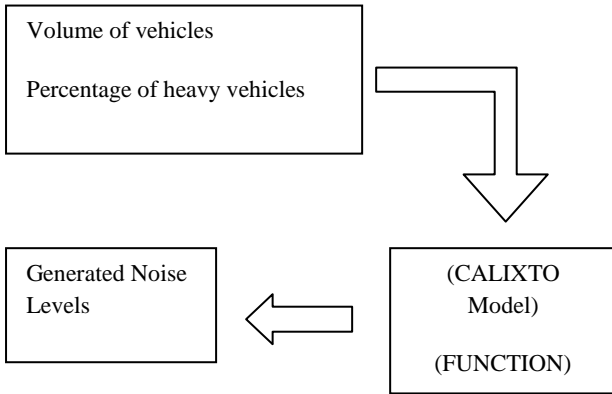 Volume of vehicles
Percentage of heavy vehicles
(CALIXTO
Model)
(FUNCTION)
Generated Noise
Levels